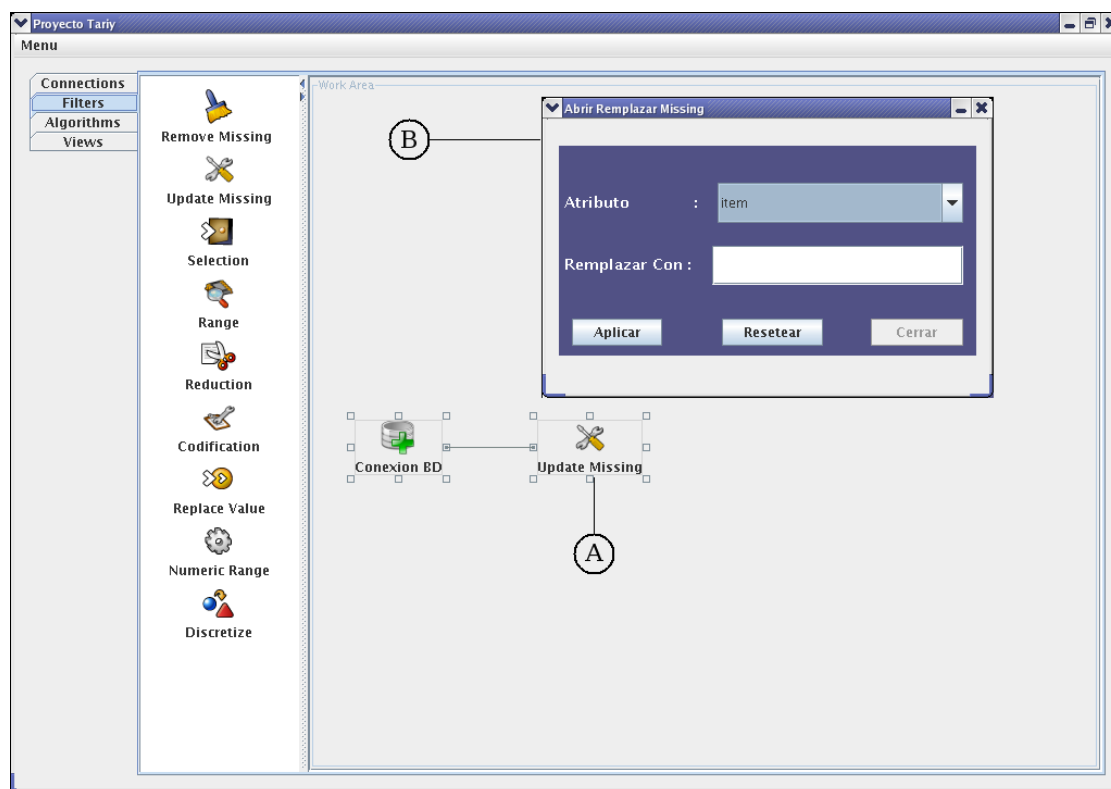 Proyecto Tariy
Menu
Connections
Filters
Algorithms
Views
Remove Missing
Update Missing
Selection
Range
Reduction
Codification
Replace Value
Numeric Range
Discretize
Work Area
B
Abrir Remplazar Missing
Atributo : item
Remplazar Con :
Aplicar Resetear Cerrar
Conexion BD Update Missing
A